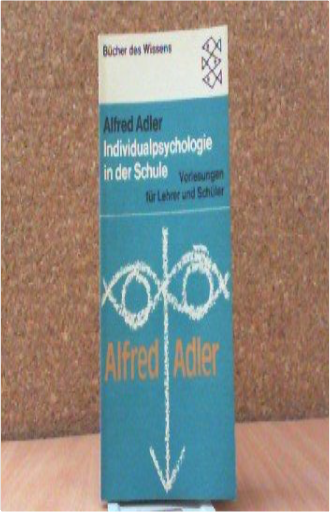 Bücher des Wissens
Alfred Adler
Individualpsychologie
in der Schule
Vorlesungen
für Lehrer und Schüler
Alfred Adler